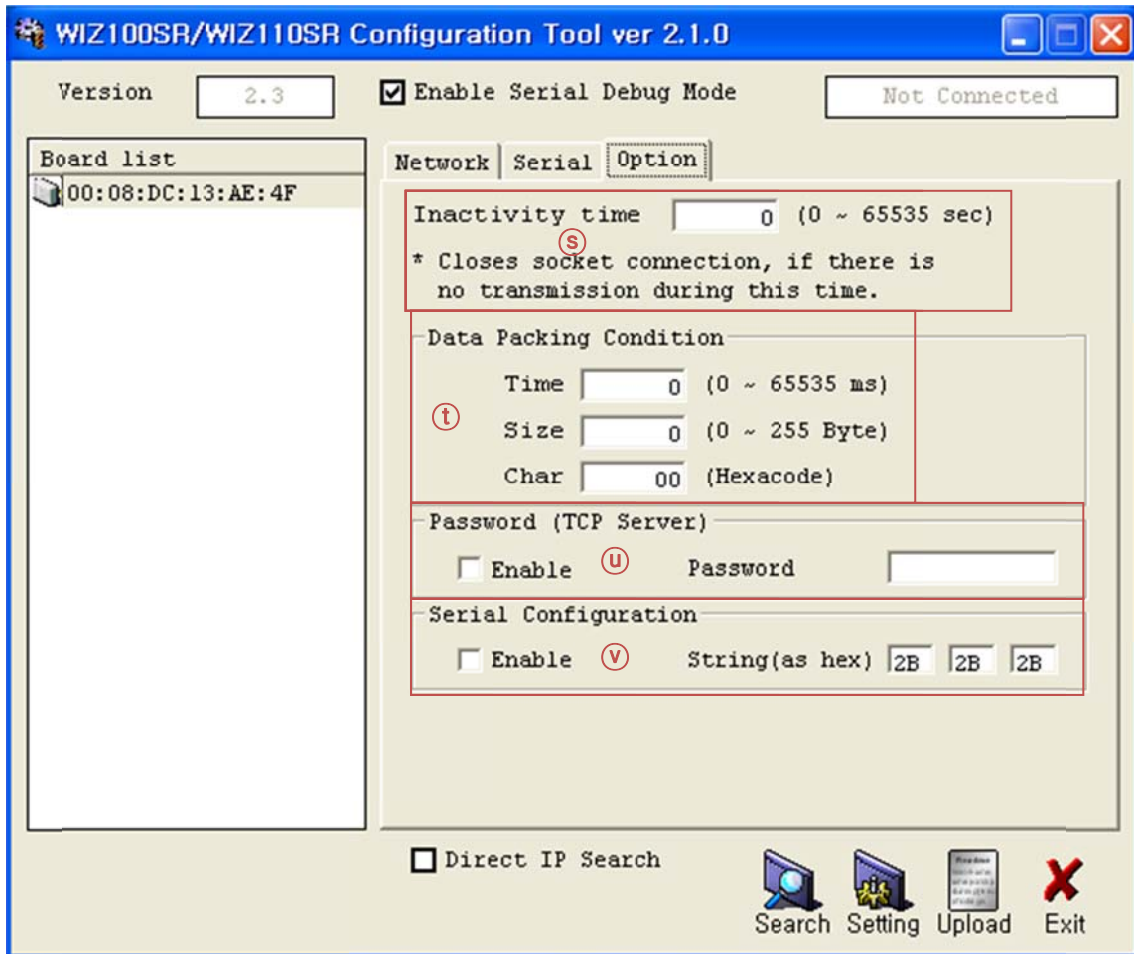 WIZ100SR/WIZ110SR Configuration Tool ver 2.1.0
Version 2.3 Enable Serial Debug Mode Not Connected
Board list
00:08:DC:13:AE:4F
Network Serial Option
Inactivity time 0 (0 ~ 65535 sec)
ⓢ
* Closes socket connection, if there is
no transmission during this time.
Data Packing Condition
Time 0 (0 ~ 65535 ms)
ⓣ
Size 0 (0 ~ 255 Byte)
Char 00 (Hexacode)
Password (TCP Server)
Enable ⓤ Password
Serial Configuration
Enable ⓥ String(as hex) 2B 2B 2B
Direct IP Search
Search Setting Upload Exit